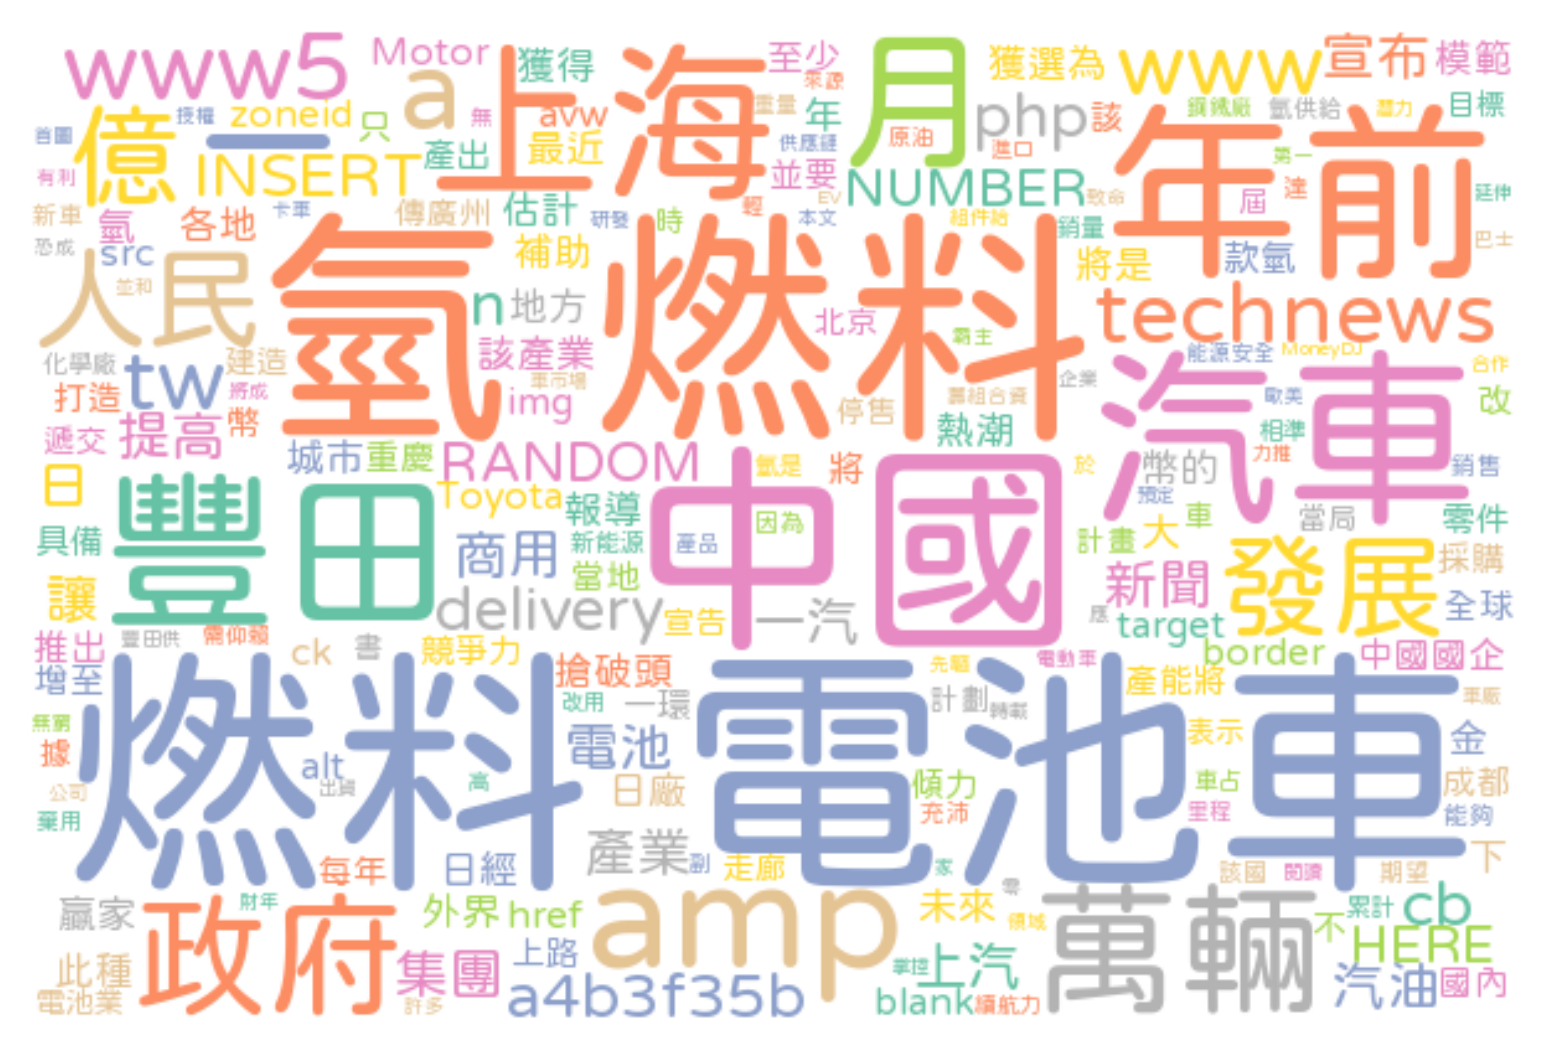 www5 Motor 上海 至少 月 獲選為 www 宣布 模範
獲得 來源
首圖 授權 zoneid 只 a 無 avw 重量 年 php 該 鋼鐵廠 氫供給 潛力 目標
億 一 最近 供應鏈 原油 年前
INSERT 產出 並要 進口 第一
有利 NUMBER 致命 達 延伸
新車 氫 各地 卡車 傳廣州 估計 研發 時 輕 EV 本文 組件給 銷量 屆
恐成 src 補助 將是 款氫 巴士
人民 並和 氫燃料 n 地方 北京 technews
化學廠 建造 該產業 霸主 能源安全 MoneyDJ
tw 車市場 企業 汽車 合作
打造 將成 img 籌組合資 歐美 改
遞交 提高 幣 停售 熱潮 相準
城市 重慶 RANDOM 氫是 將 於 幣的 力推 銷售
日 Toyota 報導 中國 預定
豐田 因為 大 車 當局 零件
具備 商用 新能源 產品 計畫 發展 採購
讓 當地 新聞
delivery 宣告 一汽 應 target 全球
推出 豐田供 需仰賴 ck 書 競爭力 border 中國國企
增至 燃料電池車 搶破頭 先驅 電動車 產能將
改用 一環 計劃 轉載 車廠
無窮 據 alt 電池 表示 金
公司 出貨 高 日廠 傾力 車占 成都
棄用 充沛 里程 能夠
每年 日經 產業 副 走廊 家 該國 閱讀 期望 下
贏家 財年 外界 href amp 未來 零 領域 萬輛 不 累計 cb
政府 HERE
此種 集團 上路 掌控 上汽 汽油 國內
電池業 許多 a4b3f35b blank 續航力